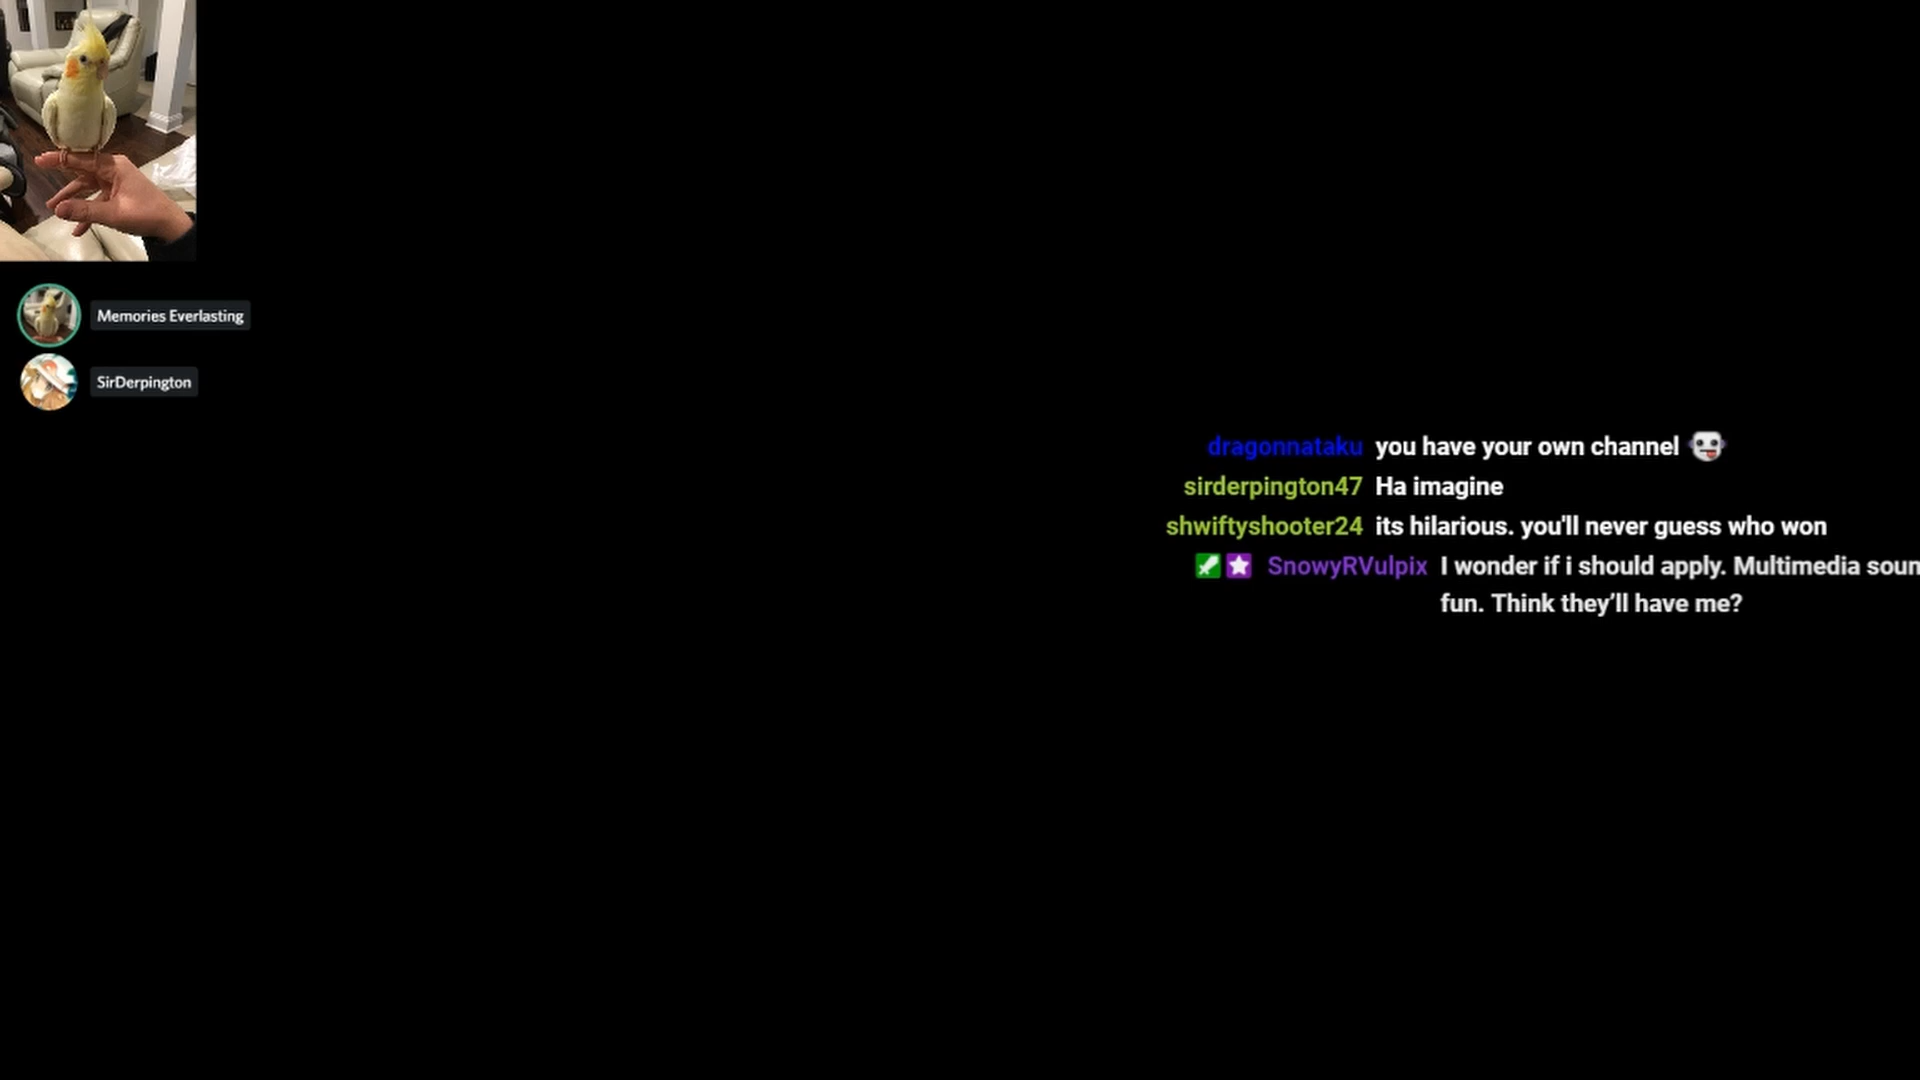 Memories Everlasting
SirDerpington
dragonnataku you have your own channel
sirderpington47 Ha imagine
shwiftyshooter24 its hilarious. you'll never guess who won
SnowyRVulpix I wonder if i should apply. Multimedia soun
fun. Think they’ll have me?